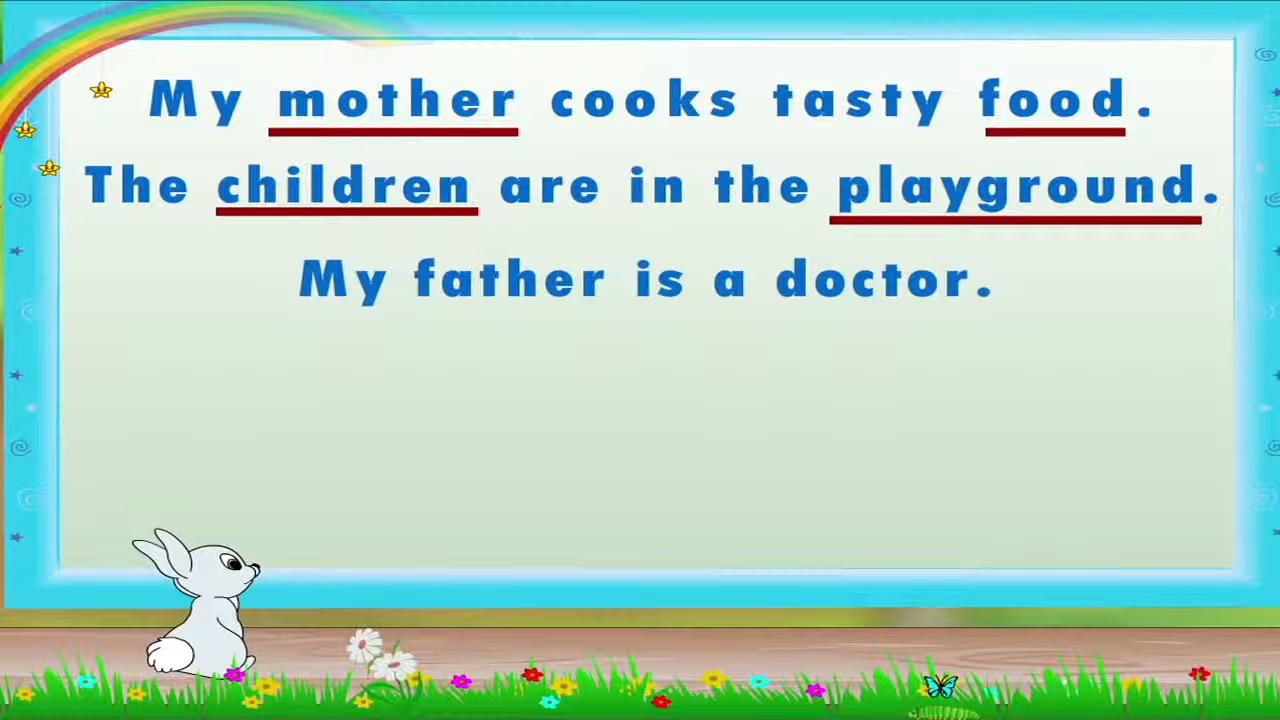 My mother cooks tasty food.
The children are in the playground.
My father is a doctor.